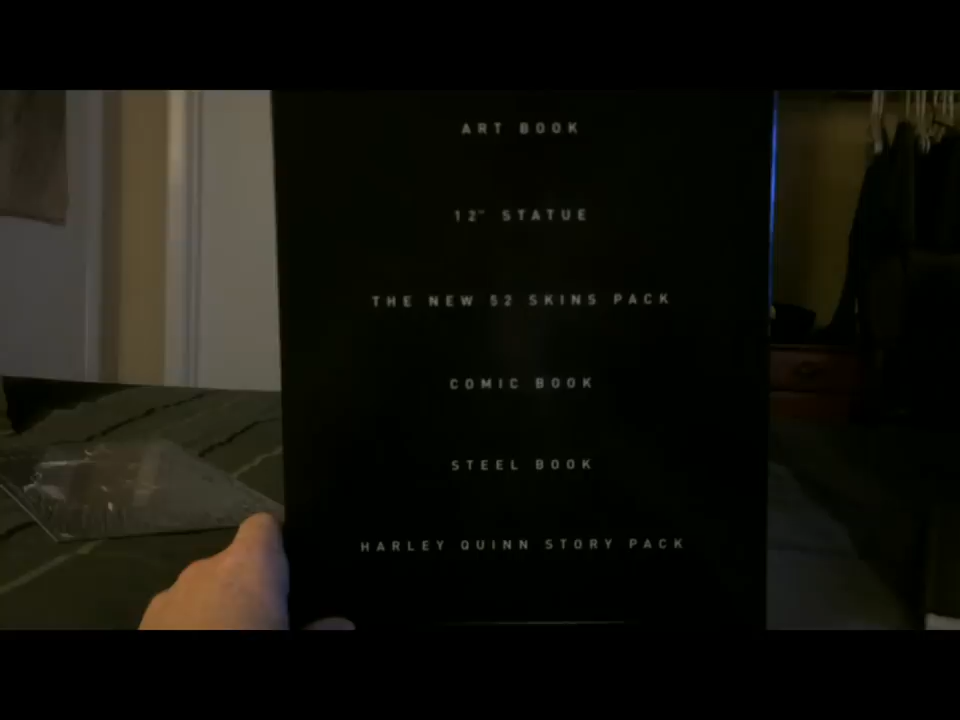 ART BOOK
12" STATUE
THE NEW 52 SKINS PACK
COMIC BOOK
STEEL BOOK
HARLEY QUINN STORY PACK